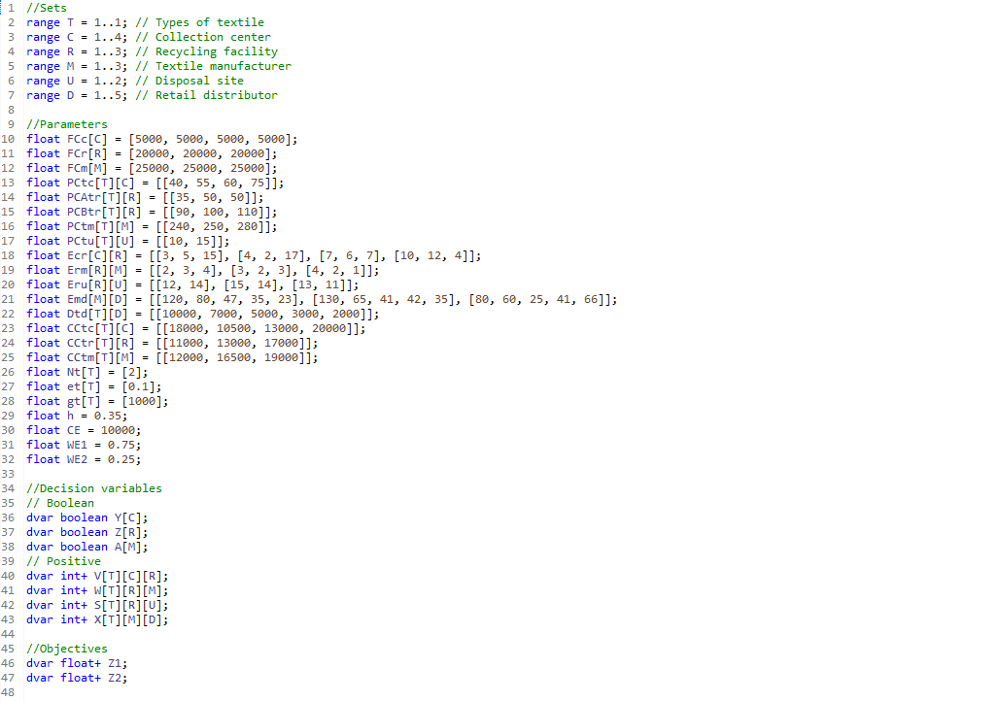 1 //Sets
2 range T = 1..1; // Types of textile
3 range C = 1..4; // Collection center
4 range R = 1..3; // Recycling facility
5 range M = 1..3; // Textile manufacturer
6 range U = 1..2; // Disposal site
7 range D = 1..5; // Retail distributor
8
9 //Parameters
10 float FCc[C] = [5000, 5000, 5000, 5000];
11 float FCr[R] = [20000, 20000, 20000];
12 float FCm[M] = [25000, 25000, 25000];
13 float PCtc[T][C] = [[40, 55, 60, 75]];
14 float PCAtr[T][R] = [[35, 50, 50]];
15 float PCBtr[T][R] = [[90, 100, 110]];
16 float PCtm[T][M] = [[240, 250, 280]];
17 float PCtu[T][U] = [[10, 15]];
18 float Ecr[C][R] = [[3, 5, 15], [4, 2, 17], [7, 6, 7], [10, 12, 4]];
19 float Erm[R][M] = [[2, 3, 4], [3, 2, 3], [4, 2, 1]];
20 float Eru[R][U] = [[12, 14], [15, 14], [13, 11]];
21 float Emd[M][D] = [[120, 80, 47, 35, 23], [130, 65, 41, 42, 35], [80, 60, 25, 41, 66]];
22 float Dtd[T][D] = [[10000, 7000, 5000, 3000, 2000]];
23 float CCtc[T][C] = [[18000, 10500, 13000, 20000]];
24 float CCtr[T][R] = [[11000, 13000, 17000]];
25 float CCtm[T][M] = [[12000, 16500, 19000]];
26 float Nt[T] = [2];
27 float et[T] = [0.1];
28 float gt[T] = [1000];
29 float h = 0.35;
30 float CE = 10000;
31 float WE1 = 0.75;
32 float WE2 = 0.25;
33
34 //Decision variables
35 // Boolean
36 dvar boolean Y[C];
37 dvar boolean Z[R];
38 dvar boolean A[M];
39 // Positive
40 dvar int+ V[T][C][R];
41 dvar int+ W[T][R][M];
42 dvar int+ S[T][R][U];
43 dvar int+ X[T][M][D];
44
45 //Objectives
46 dvar float+ Z1;
47 dvar float+ Z2;
48